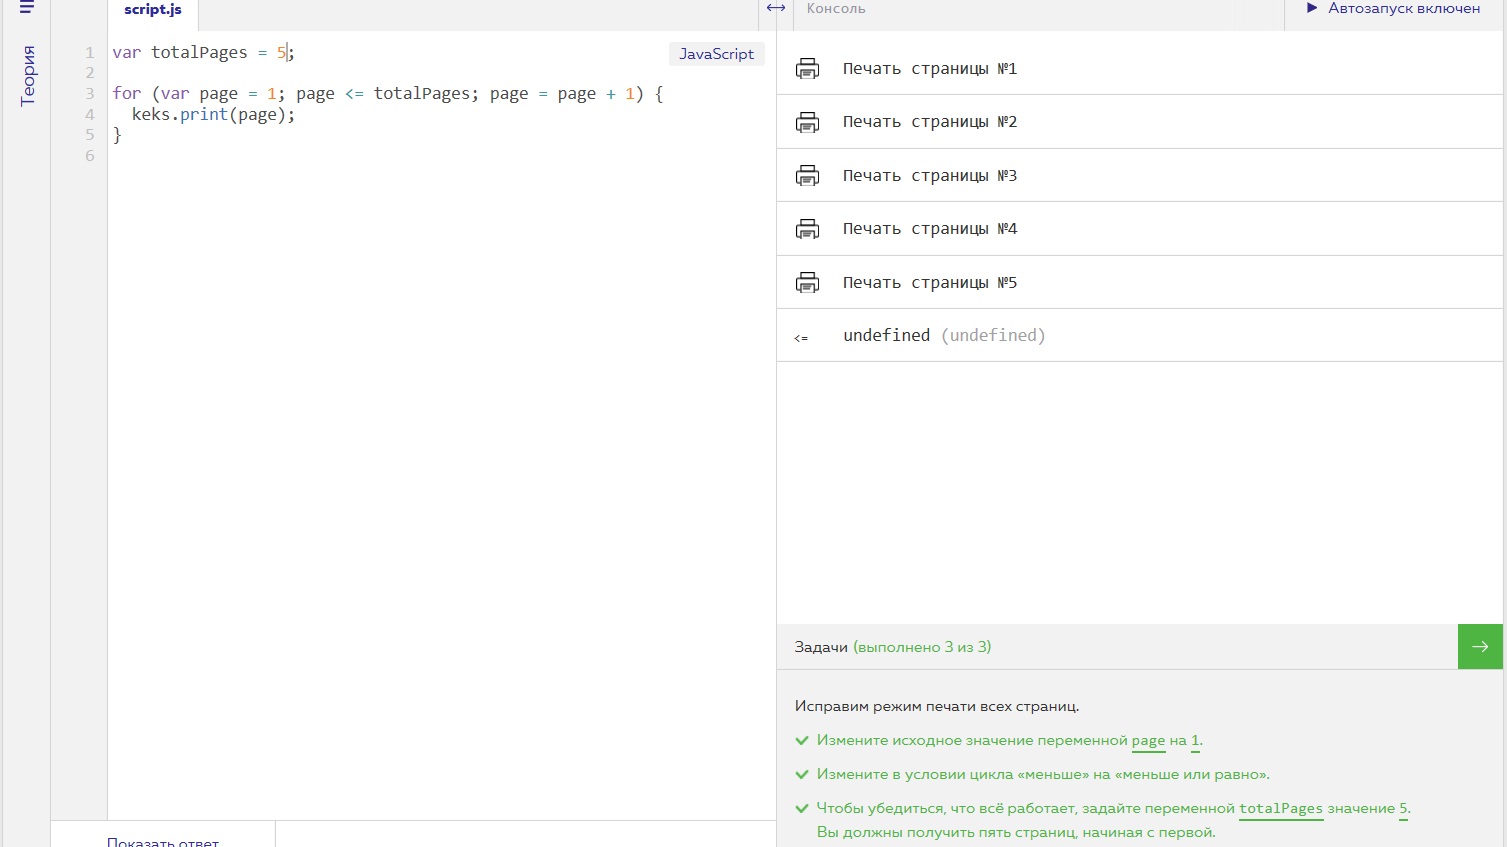 script.js
Консоль
Автозапуск включен
Теория
JavaScript
1 var totalPages = 5;
2
3 for (var page = 1; page <= totalPages; page = page + 1) {
4   keks.print(page);
5 }
6
Печать страницы №1
Печать страницы №2
Печать страницы №3
Печать страницы №4
Печать страницы №5
<= undefined (undefined)
Задачи (выполнено 3 из 3)
Исправим режим печати всех страниц.
Измените исходное значение переменной page на 1.
Измените в условии цикла «меньше» на «меньше или равно».
Чтобы убедиться, что всё работает, задайте переменной totalPages значение 5.
Вы должны получить пять страниц, начиная с первой.
Показать ответ